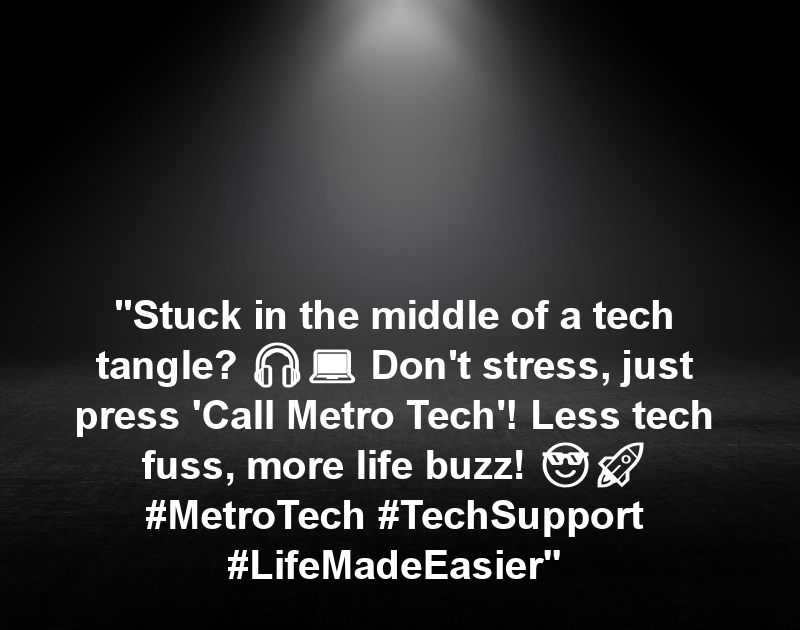 "Stuck in the middle of a tech
tangle? 🎧💻 Don't stress, just
press 'Call Metro Tech'! Less tech
fuss, more life buzz! 😎🚀
#MetroTech #TechSupport
#LifeMadeEasier"